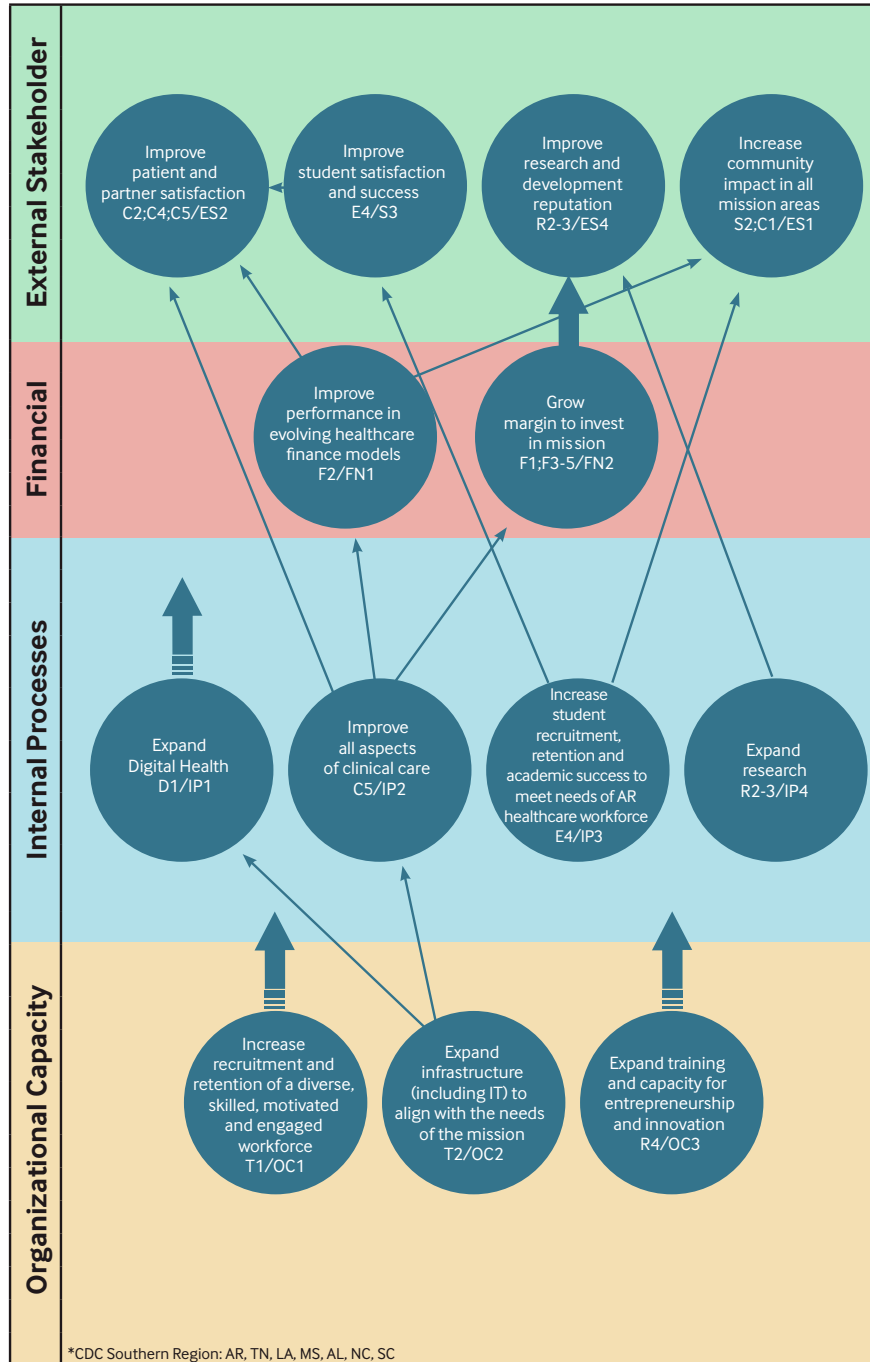 External Stakeholder
Improve
patient and
partner satisfaction
C2;C4;C5/ES2
Improve
student satisfaction
and success
E4/S3
Improve
research and
development
reputation
R2-3/ES4
Increase
community
impact in all
mission areas
S2;C1/ES1
Financial
Improve
performance in
evolving healthcare
finance models
F2/FN1
Grow
margin to invest
in mission
F1;F3-5/FN2
Internal Processes
Expand
Digital Health
D1/IP1
Improve
all aspects
of clinical care
C5/IP2
Increase
student
recruitment,
retention and
academic success to
meet needs of AR
healthcare workforce
E4/IP3
Expand
research
R2-3/IP4
Organizational Capacity
Increase
recruitment and
retention of a diverse,
skilled, motivated
and engaged
workforce
T1/OC1
Expand
infrastructure
(including IT) to
align with the needs
of the mission
T2/OC2
Expand training
and capacity for
entrepreneurship
and innovation
R4/OC3
*CDC Southern Region: AR, TN, LA, MS, AL, NC, SC